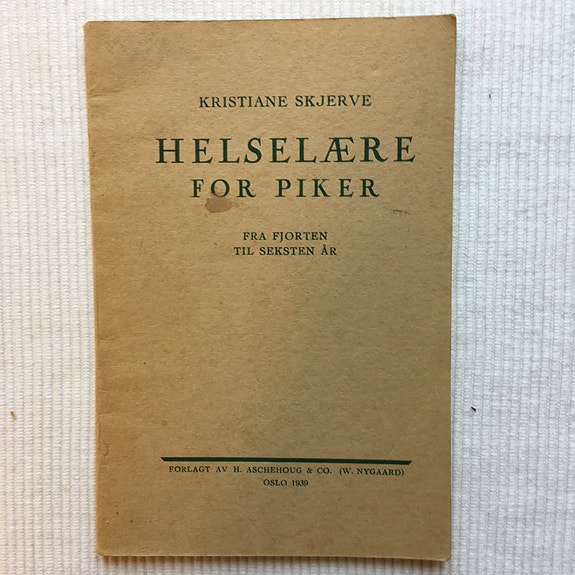 KRISTIANE SKJERVE
HELSELÆRE
FOR PIKER
FRA FJORTEN
TIL SEKSTEN ÅR
FORLAGT AV H. ASCHEHOUG & CO. (W. NYGAARD)
OSLO 1939